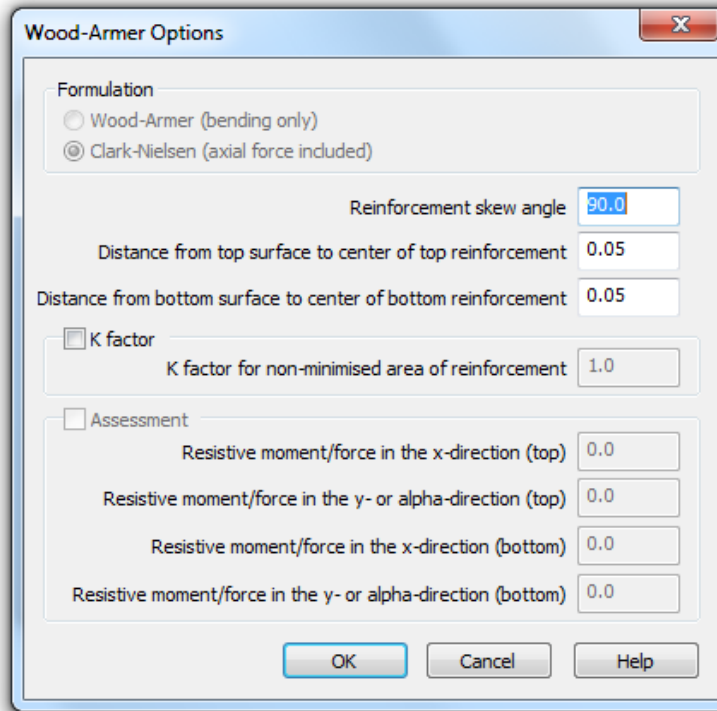 Wood-Armer Options
X
Formulation
Wood-Armer (bending only)
Clark-Nielsen (axial force included)
Reinforcement skew angle 90.0
Distance from top surface to center of top reinforcement 0.05
Distance from bottom surface to center of bottom reinforcement 0.05
K factor
K factor for non-minimised area of reinforcement 1.0
Assessment
Resistive moment/force in the x-direction (top) 0.0
Resistive moment/force in the y- or alpha-direction (top) 0.0
Resistive moment/force in the x-direction (bottom) 0.0
Resistive moment/force in the y- or alpha-direction (bottom) 0.0
OK Cancel Help